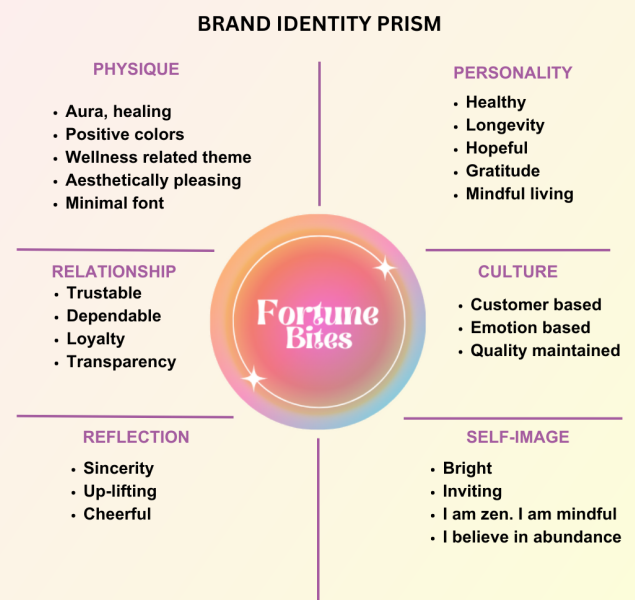 BRAND IDENTITY PRISM
PHYSIQUE
• Aura, healing
• Positive colors
• Wellness related theme
• Aesthetically pleasing
• Minimal font
PERSONALITY
• Healthy
• Longevity
• Hopeful
• Gratitude
• Mindful living
RELATIONSHIP
• Trustable
• Dependable
• Loyalty
• Transparency
Fortune
Bites
CULTURE
• Customer based
• Emotion based
• Quality maintained
REFLECTION
• Sincerity
• Up-lifting
• Cheerful
SELF-IMAGE
• Bright
• Inviting
• I am zen. I am mindful
• I believe in abundance